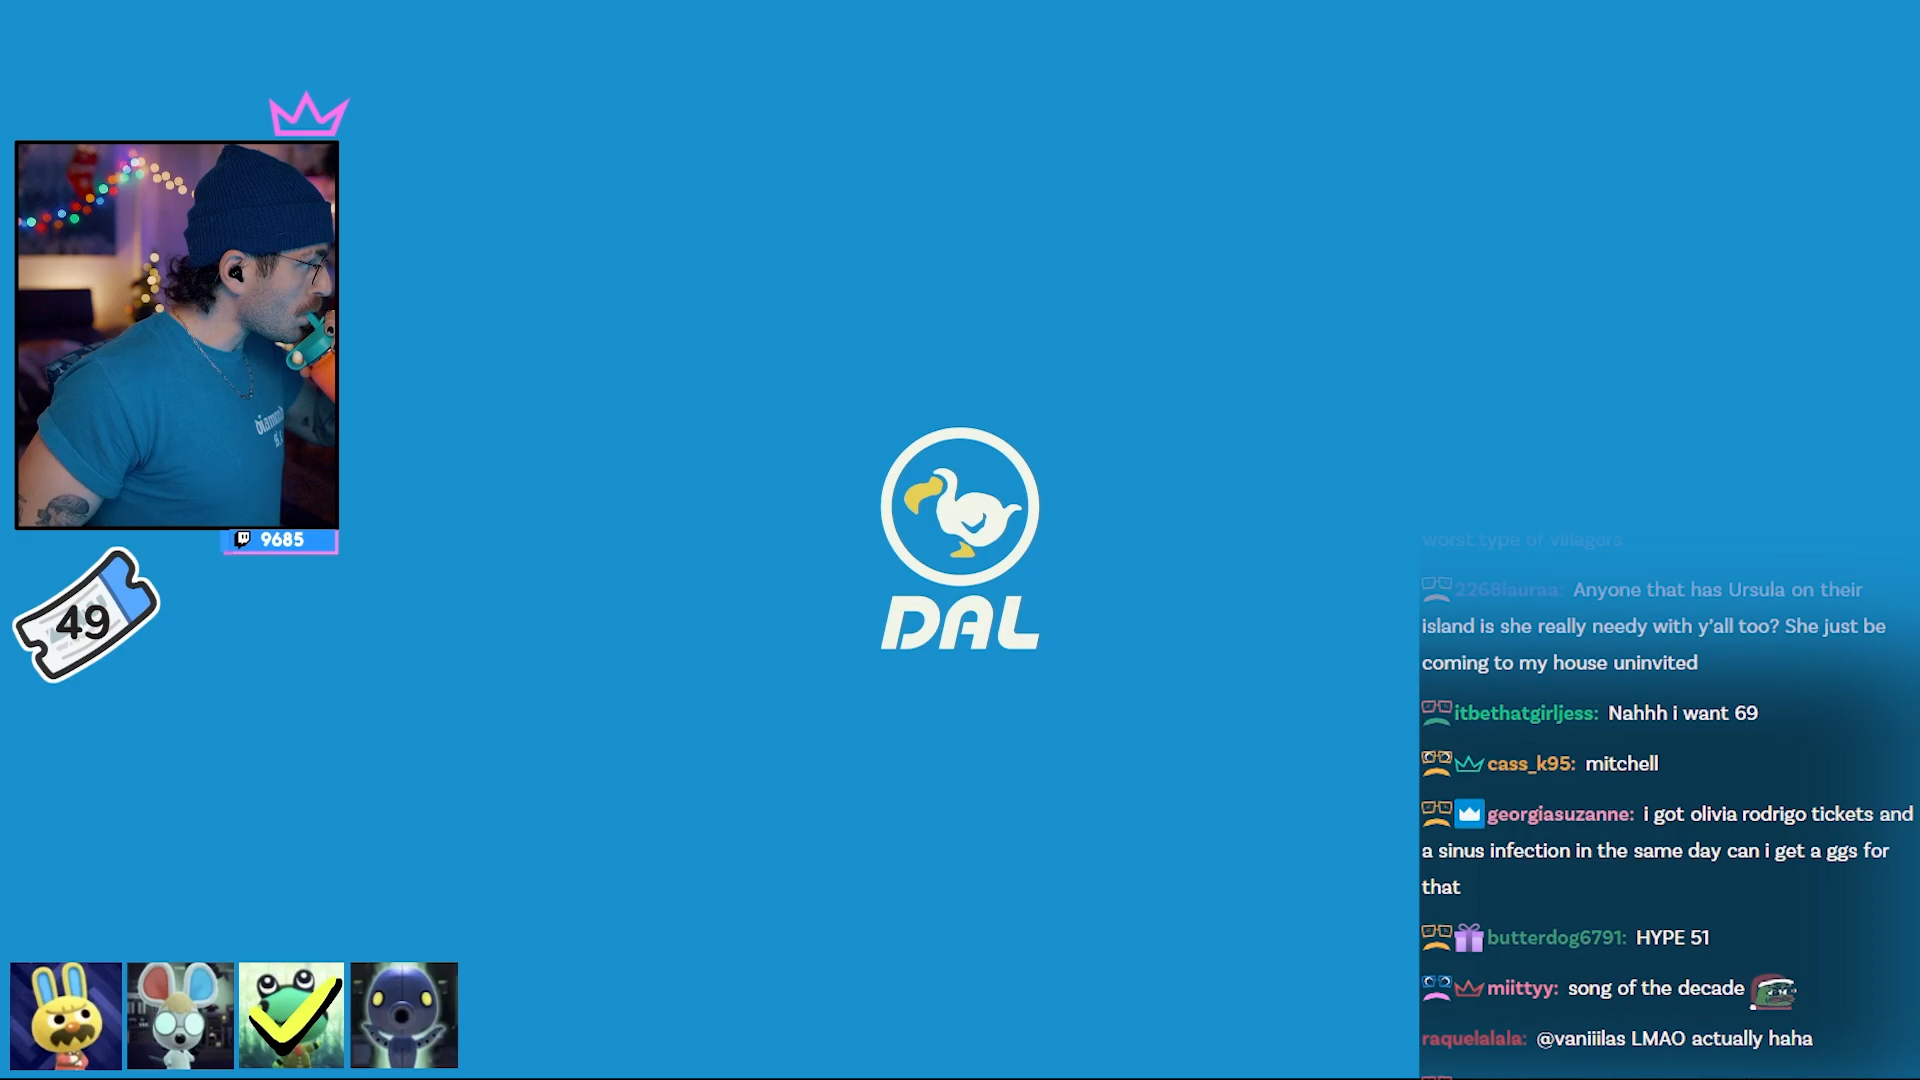 9685
49
DAL
worst type of villagers
2268lauraa: Anyone that has Ursula on their
island is she really needy with y'all too? She just be
coming to my house uninvited
itbethatgirljess: Nahhh i want 69
cass_k95: mitchell
georgiasuzanne: i got olivia rodrigo tickets and
a sinus infection in the same day can i get a ggs for
that
butterdog6791: HYPE 51
miittyy: song of the decade
raquelalala: @vaniiilas LMAO actually haha